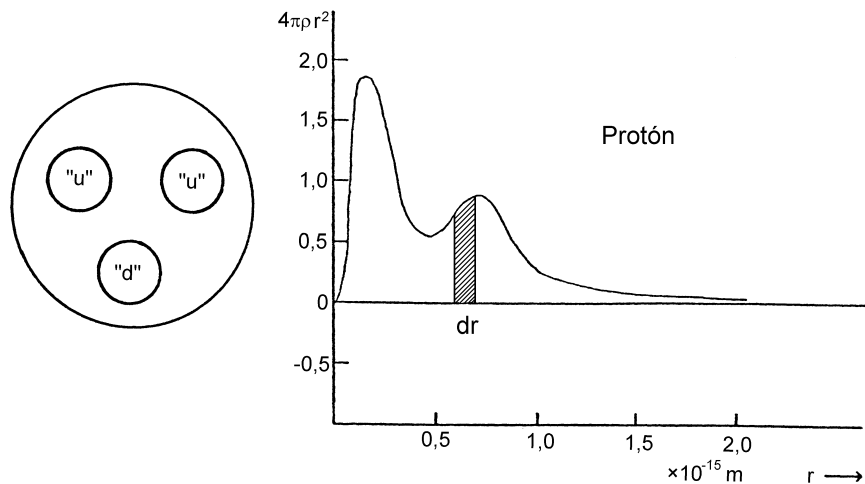 "u" "u"
"d"
4πρr²
2,0
1,5
1,0
0,5
0
-0,5
Protón
dr
0,5 1,0 1,5 2,0
×10⁻¹⁵ m r